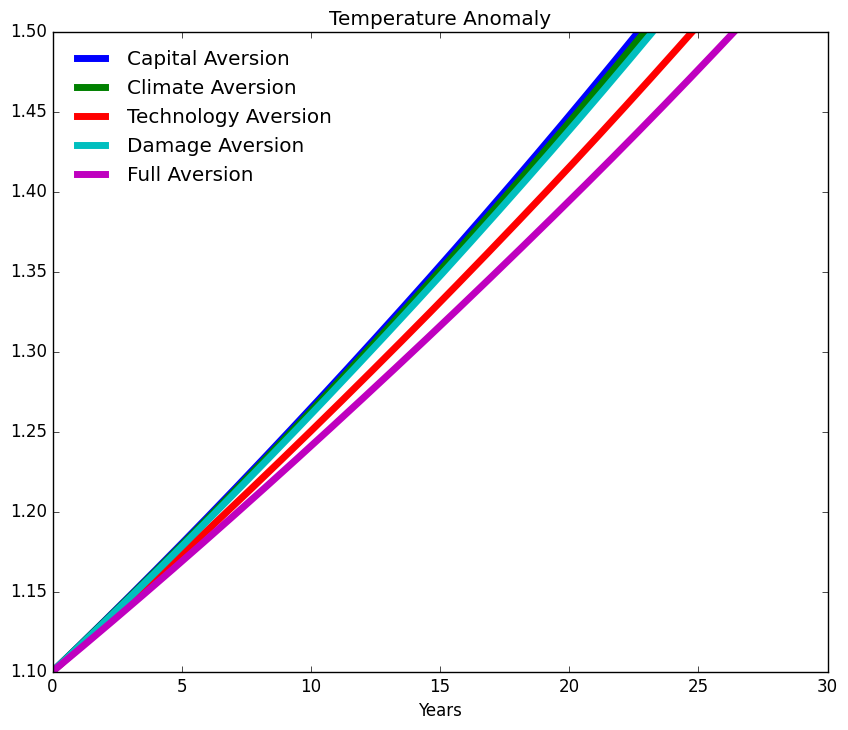 Temperature Anomaly
1.50
1.45
1.40
1.35
1.30
1.25
1.20
1.15
1.10
Capital Aversion
Climate Aversion
Technology Aversion
Damage Aversion
Full Aversion
0 5 10 15 20 25 30
Years